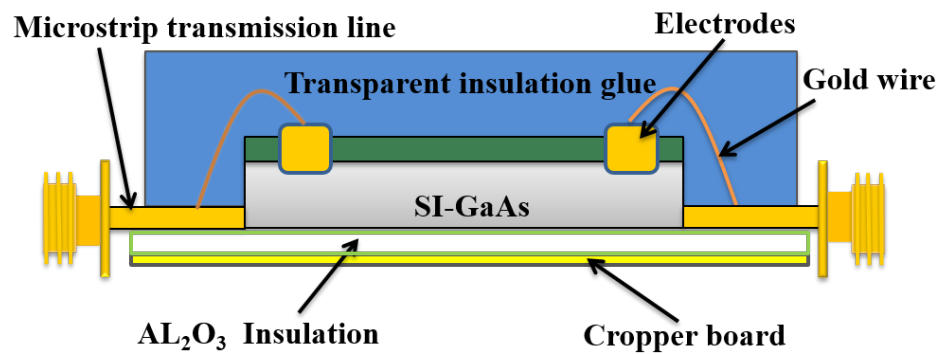 Microstrip transmission line
Electrodes
Transparent insulation glue
Gold wire
SI-GaAs
AL₂O₃ Insulation
Cropper board